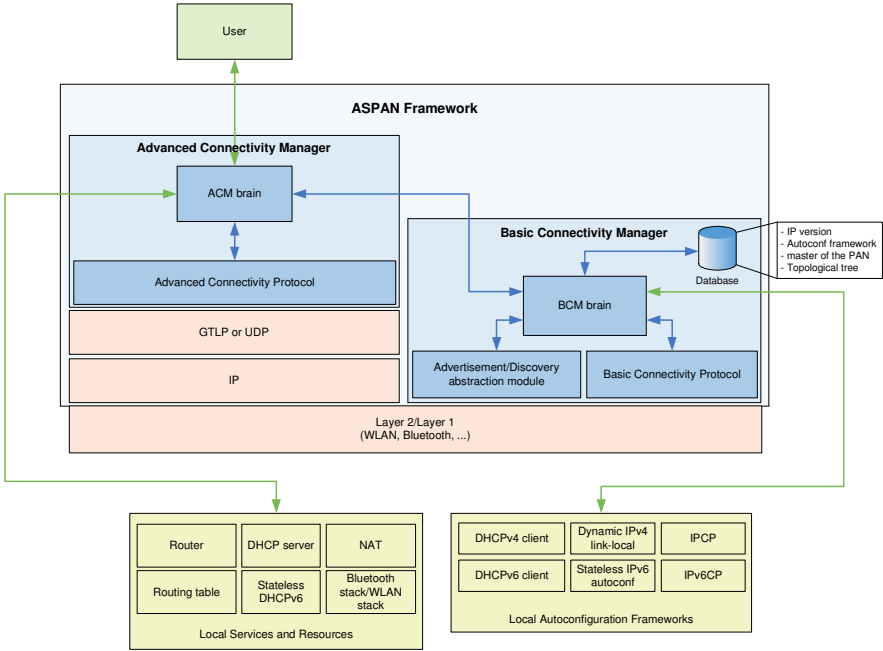 User
ASPAN Framework
Advanced Connectivity Manager
ACM brain
Advanced Connectivity Protocol
GTLP or UDP
IP
Basic Connectivity Manager
Database
- IP version
- Autoconf framework
- master of the PAN
- Topological tree
BCM brain
Advertisement/Discovery
abstraction module
Basic Connectivity Protocol
Layer 2/Layer 1
(WLAN, Bluetooth, ...)
Router
DHCP server
NAT
Routing table
Stateless
DHCPv6
Bluetooth
stack/WLAN
stack
Local Services and Resources
DHCPv4 client
Dynamic IPv4
link-local
IPCP
DHCPv6 client
Stateless IPv6
autoconf
IPv6CP
Local Autoconfiguration Frameworks